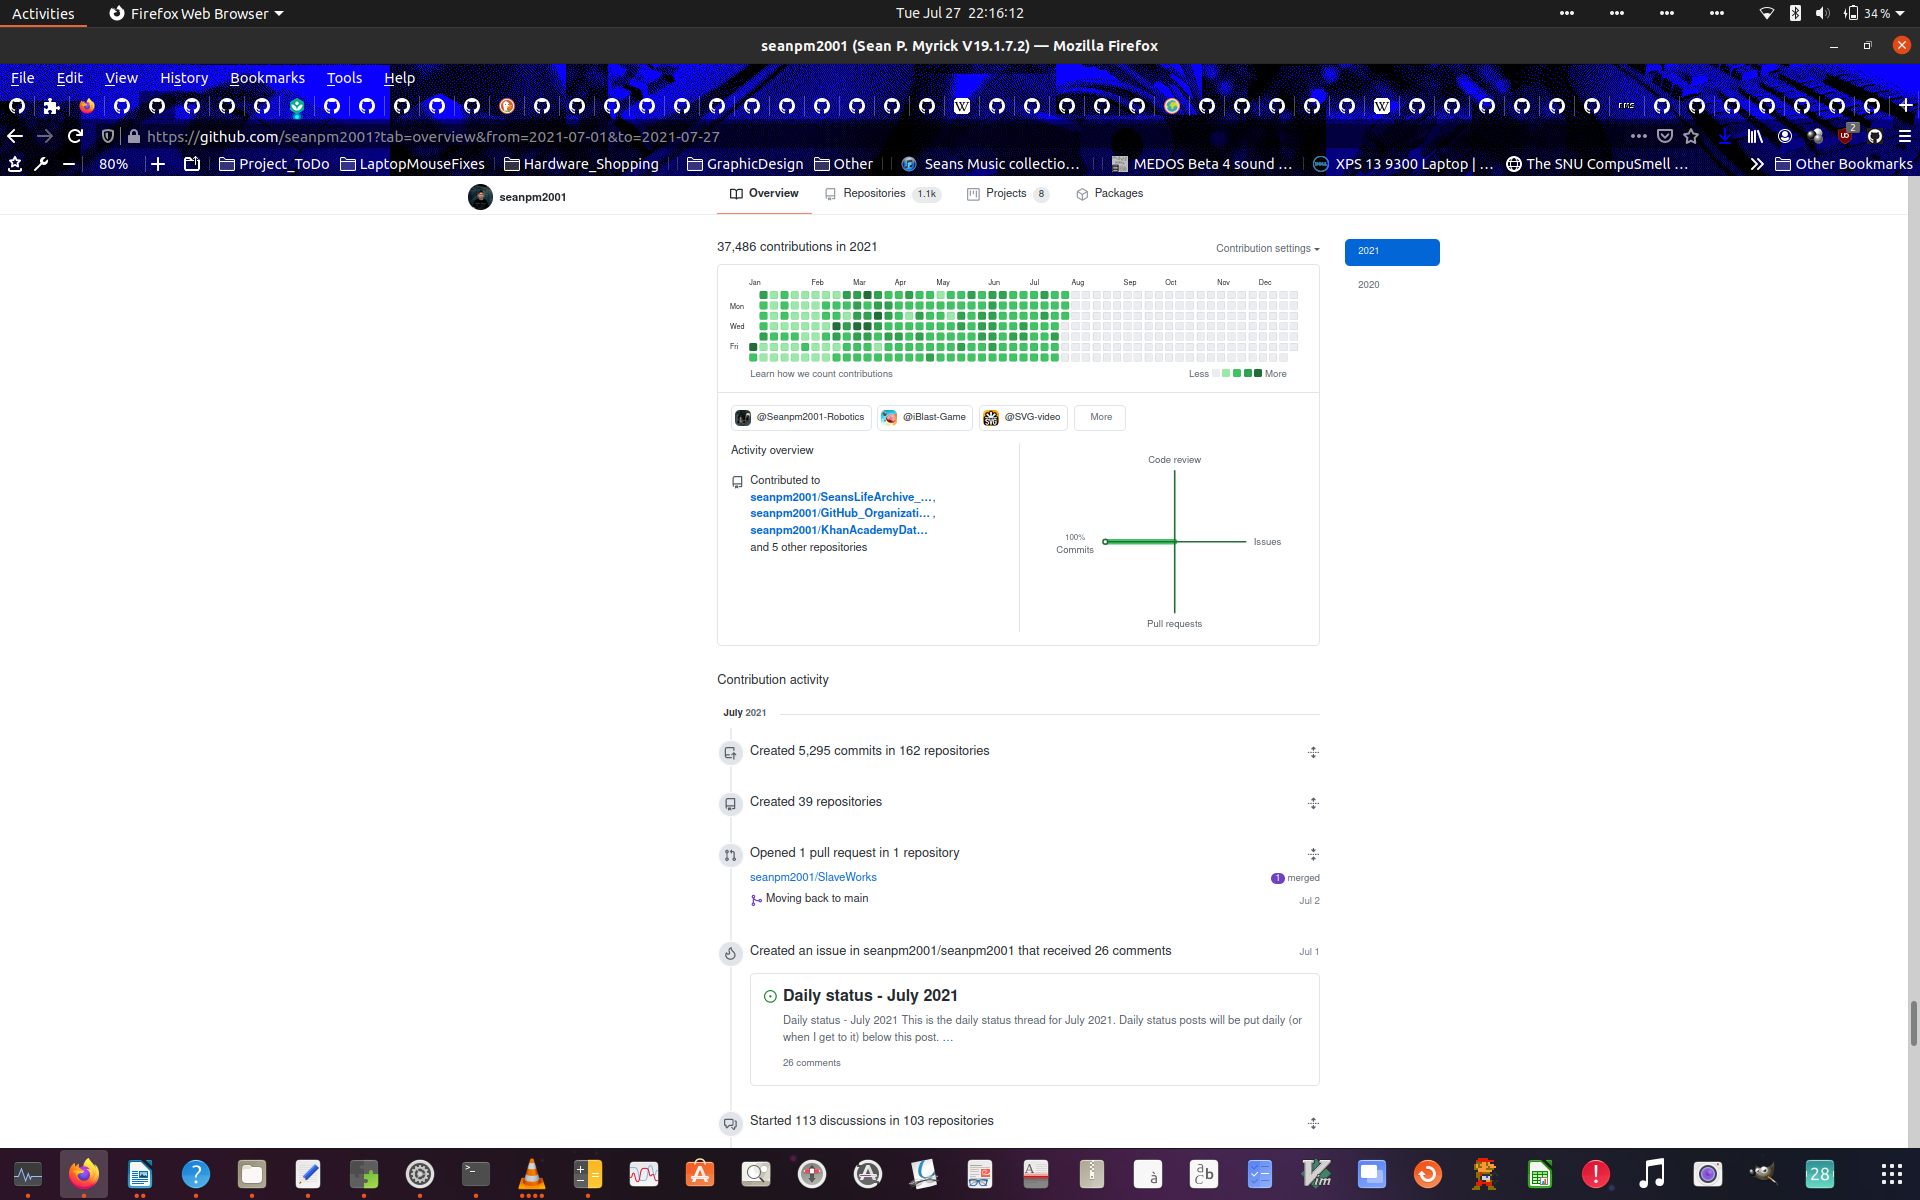 Activities
Firefox Web Browser
Tue Jul 27 22:16:12
34 %
seanpm2001 (Sean P. Myrick V19.1.7.2) — Mozilla Firefox
File Edit View History Bookmarks Tools Help
https://github.com/seanpm2001?tab=overview&from=2021-07-01&to=2021-07-27
2
80%
Project_ToDo
LaptopMouseFixes
Hardware_Shopping
GraphicDesign
Other
Seans Music collectio…
MEDOS Beta 4 sound …
XPS 13 9300 Laptop | …
The SNU CompuSmell …
Other Bookmarks
seanpm2001
Overview
Repositories 1.1k
Projects 8
Packages
37,486 contributions in 2021
Contribution settings
2021
2020
Jan Feb Mar Apr May Jun Jul Aug Sep Oct Nov Dec
Mon
Wed
Fri
Learn how we count contributions
Less More
@Seanpm2001-Robotics
@iBlast-Game
@SVG-video
More
Activity overview
Contributed to
seanpm2001/SeansLifeArchive_…,
seanpm2001/GitHub_Organizati… ,
seanpm2001/KhanAcademyDat…
and 5 other repositories
Code review
100%
Commits
Issues
Pull requests
Contribution activity
July 2021
Created 5,295 commits in 162 repositories
Created 39 repositories
Opened 1 pull request in 1 repository
seanpm2001/SlaveWorks
1 merged
Moving back to main
Jul 2
Created an issue in seanpm2001/seanpm2001 that received 26 comments
Jul 1
Daily status - July 2021
Daily status - July 2021 This is the daily status thread for July 2021. Daily status posts will be put daily (or
when I get to it) below this post. …
26 comments
Started 113 discussions in 103 repositories
28